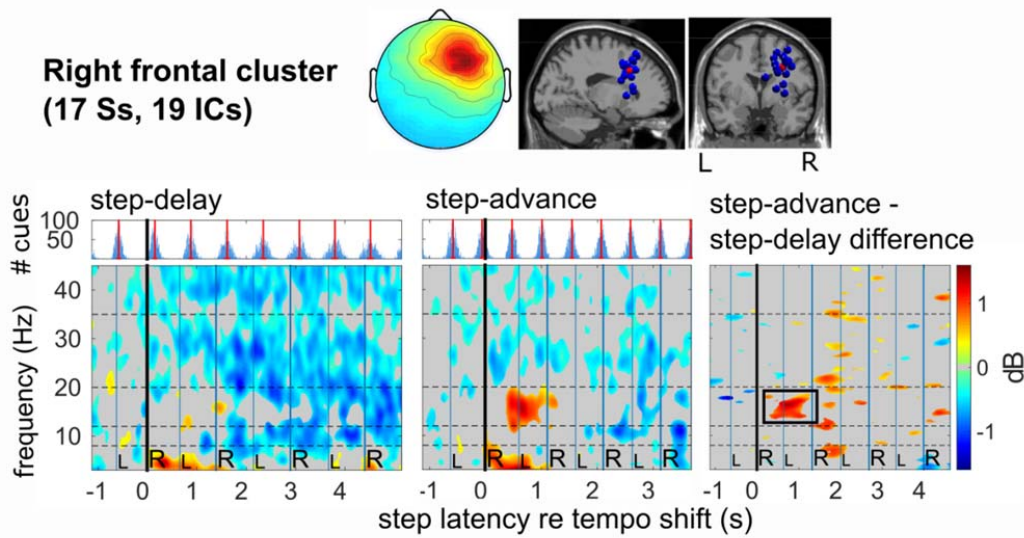 Right frontal cluster
(17 Ss, 19 ICs)
L R
step-delay
step-advance
step-advance -
step-delay difference
# cues
100
50
frequency (Hz)
40
30
20
10
L R L R L R L R
L R L R L R L R
L R L R L R L R
-1 0 1 2 3 4
-1 0 1 2 3
-1 0 1 2 3 4
1
0
-1
dB
step latency re tempo shift (s)